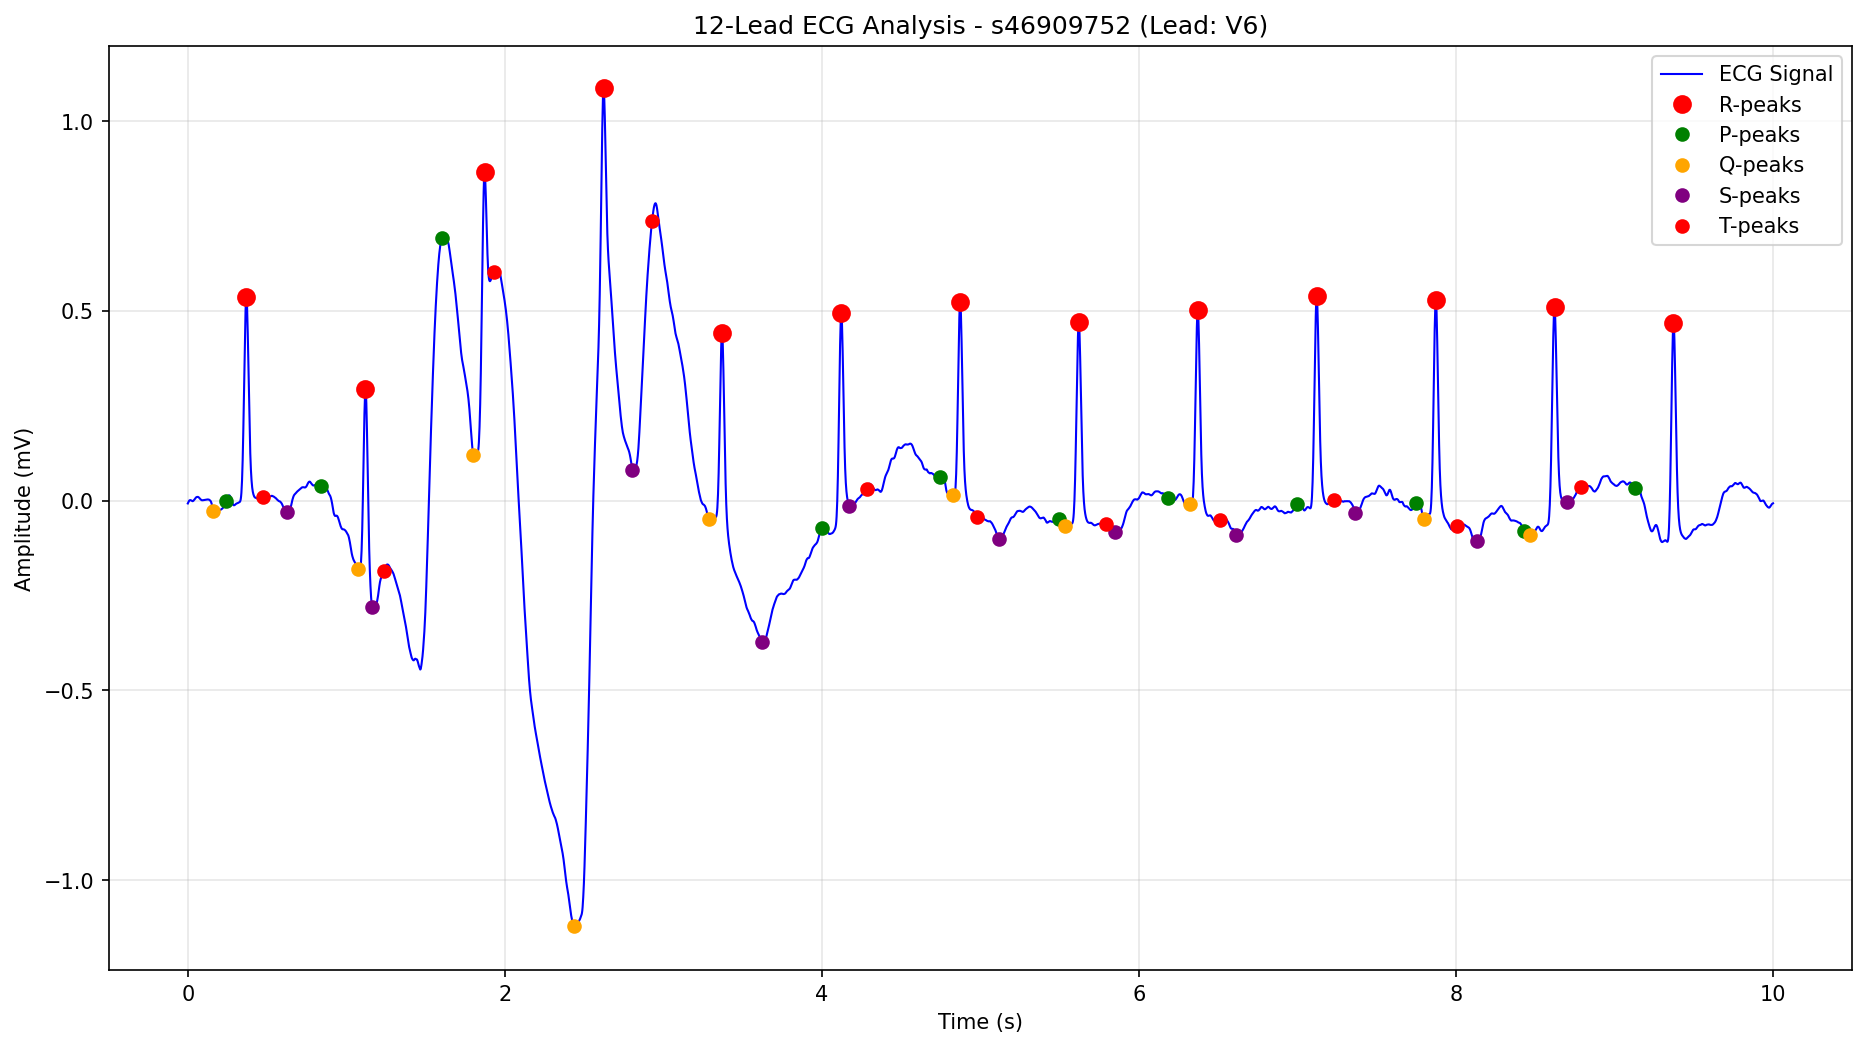 12-Lead ECG Analysis - s46909752 (Lead: V6)
ECG Signal
R-peaks
P-peaks
Q-peaks
S-peaks
T-peaks
Amplitude (mV)
1.0
0.5
0.0
−0.5
−1.0
0 2 4 6 8 10
Time (s)